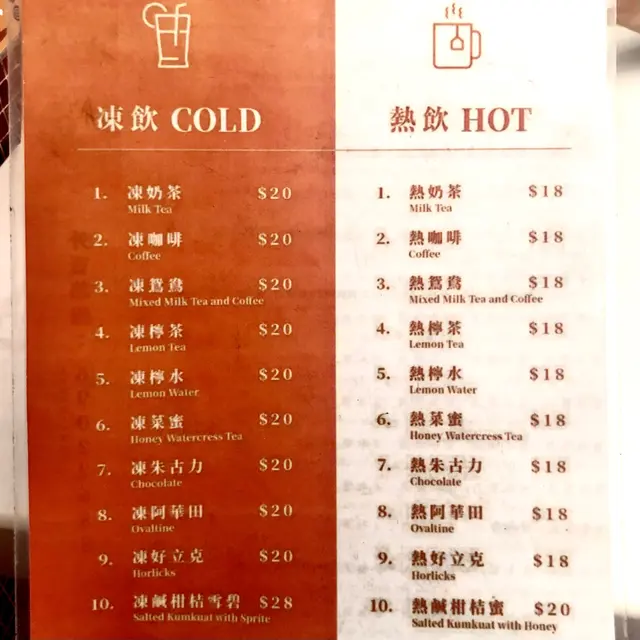 凍飲 COLD
1. 凍奶茶 $20
Milk Tea
2. 凍咖啡 $20
Coffee
3. 凍鴛鴦 $20
Mixed Milk Tea and Coffee
4. 凍檸茶 $20
Lemon Tea
5. 凍檸水 $20
Lemon Water
6. 凍菜蜜 $20
Honey Watercress Tea
7. 凍朱古力 $20
Chocolate
8. 凍阿華田 $20
Ovaltine
9. 凍好立克 $20
Horlicks
10. 凍鹹柑桔雪碧 $28
Salted Kumkuat with Sprite
熱飲 HOT
1. 熱奶茶 $18
Milk Tea
2. 熱咖啡 $18
Coffee
3. 熱鴛鴦 $18
Mixed Milk Tea and Coffee
4. 熱檸茶 $18
Lemon Tea
5. 熱檸水 $18
Lemon Water
6. 熱菜蜜 $18
Honey Watercress Tea
7. 熱朱古力 $18
Chocolate
8. 熱阿華田 $18
Ovaltine
9. 熱好立克 $18
Horlicks
10. 熱鹹柑桔蜜 $20
Salted Kumkuat with Honey